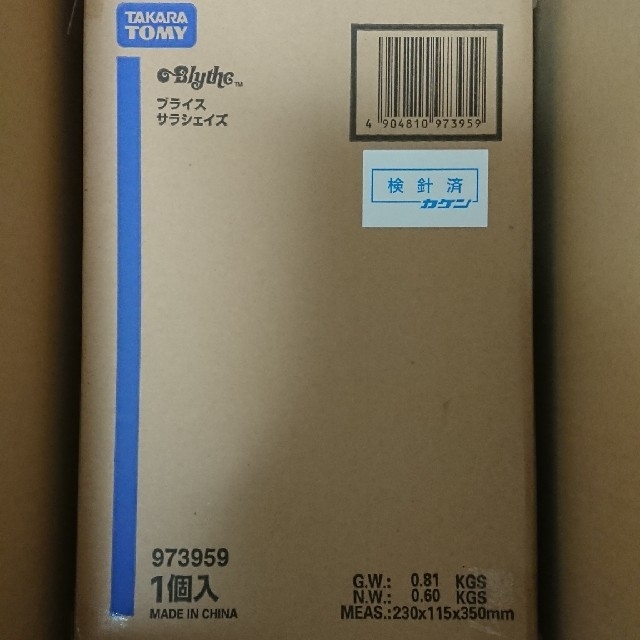 TAKARA
TOMY
Blythe™
ブライス
サラシェイズ
4 904810 973959
検針済
カケン
973959
1個入
MADE IN CHINA
G.W.: 0.81 KGS
N.W.: 0.60 KGS
MEAS.:230x115x350mm